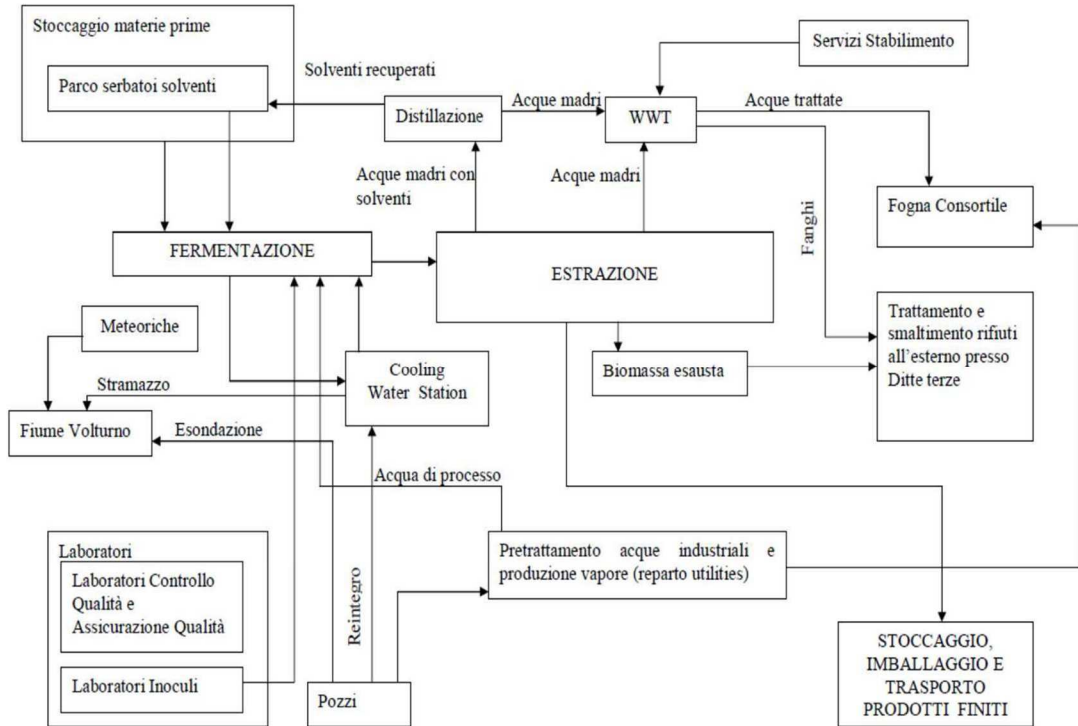 Stoccaggio materie prime
Servizi Stabilimento
Parco serbatoi solventi
Solventi recuperati
Distillazione
Acque madri
WWT
Acque trattate
Acque madri con
solventi
Acque madri
Fanghi
Fogna Consortile
FERMENTAZIONE
ESTRAZIONE
Meteoriche
Stramazzo
Cooling
Water Station
Biomassa esausta
Trattamento e
smaltimento rifiuti
all'esterno presso
Ditte terze
Fiume Volturno
Esondazione
Acqua di processo
Reintegro
Pretrattamento acque industriali e
produzione vapore (reparto utilities)
Laboratori
Laboratori Controllo
Qualità e
Assicurazione Qualità
Laboratori Inoculi
Pozzi
STOCCAGGIO,
IMBALLAGGIO E
TRASPORTO
PRODOTTI FINITI